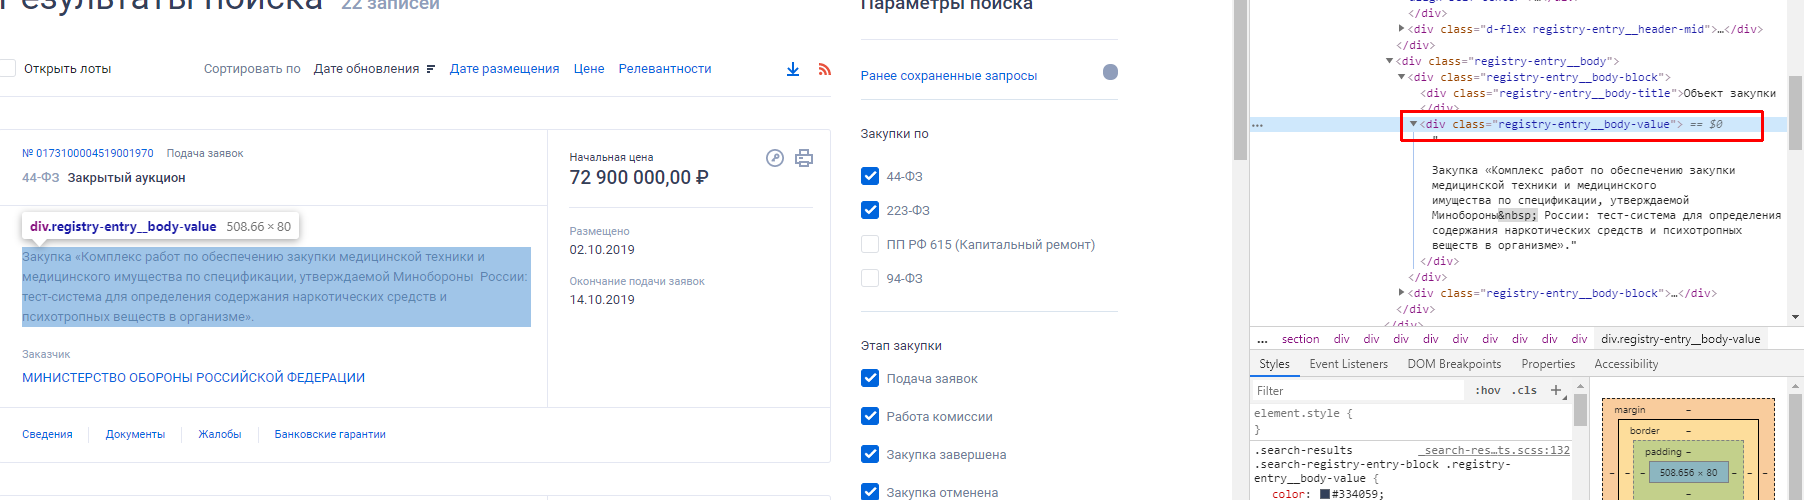 Результаты поиска 22 записей
Открыть лоты
Сортировать по Дате обновления Дате размещения Цене Релевантности
№ 0173100004519001970 Подача заявок
44-ФЗ Закрытый аукцион
div.registry-entry__body-value 508.66 × 80
Закупка «Комплекс работ по обеспечению закупки медицинской техники и
медицинского имущества по спецификации, утверждаемой Минобороны России:
тест-система для определения содержания наркотических средств и
психотропных веществ в организме».
Заказчик
МИНИСТЕРСТВО ОБОРОНЫ РОССИЙСКОЙ ФЕДЕРАЦИИ
Сведения Документы Жалобы Банковские гарантии
Начальная цена
72 900 000,00 ₽
Размещено
02.10.2019
Окончание подачи заявок
14.10.2019
Параметры поиска
Ранее сохраненные запросы
Закупки по
44-ФЗ
223-ФЗ
ПП РФ 615 (Капитальный ремонт)
94-ФЗ
Этап закупки
Подача заявок
Работа комиссии
Закупка завершена
Закупка отменена
</div>
<div class="d-flex registry-entry__header-mid">…</div>
</div>
<div class="registry-entry__body">
<div class="registry-entry__body-block">
<div class="registry-entry__body-title">Объект закупки
</div>
... <div class="registry-entry__body-value"> == $0
"
Закупка «Комплекс работ по обеспечению закупки
медицинской техники и медицинского
имущества по спецификации, утверждаемой
Минобороны&nbsp; России: тест-система для определения
содержания наркотических средств и психотропных
веществ в организме»."
</div>
</div>
<div class="registry-entry__body-block">…</div>
</div>
</div>
... section div div div div div div div div div div.registry-entry__body-value
Styles Event Listeners DOM Breakpoints Properties Accessibility
Filter :hov .cls +
element.style {
}
.search-results _search-res…ts.scss:132
.search-registry-entry-block .registry-
entry__body-value {
color: #334059;
margin –
border –
padding –
– – – 508.656 × 80 – – –
–